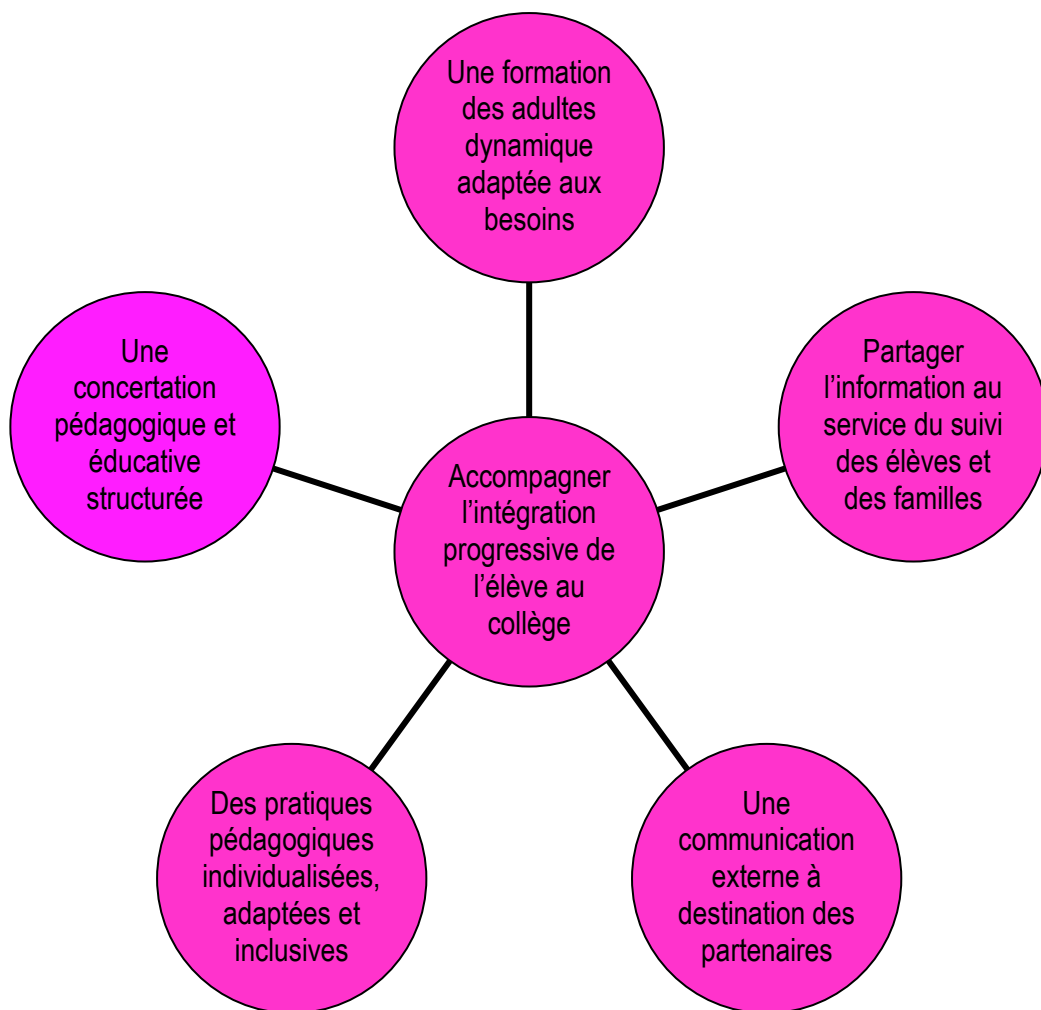 Une formation
des adultes
dynamique
adaptée aux
besoins
Partager
l’information au
service du suivi
des élèves et
des familles
Une
concertation
pédagogique et
éducative
structurée
Accompagner
l’intégration
progressive de
l’élève au
collège
Des pratiques
pédagogiques
individualisées,
adaptées et
inclusives
Une
communication
externe à
destination des
partenaires